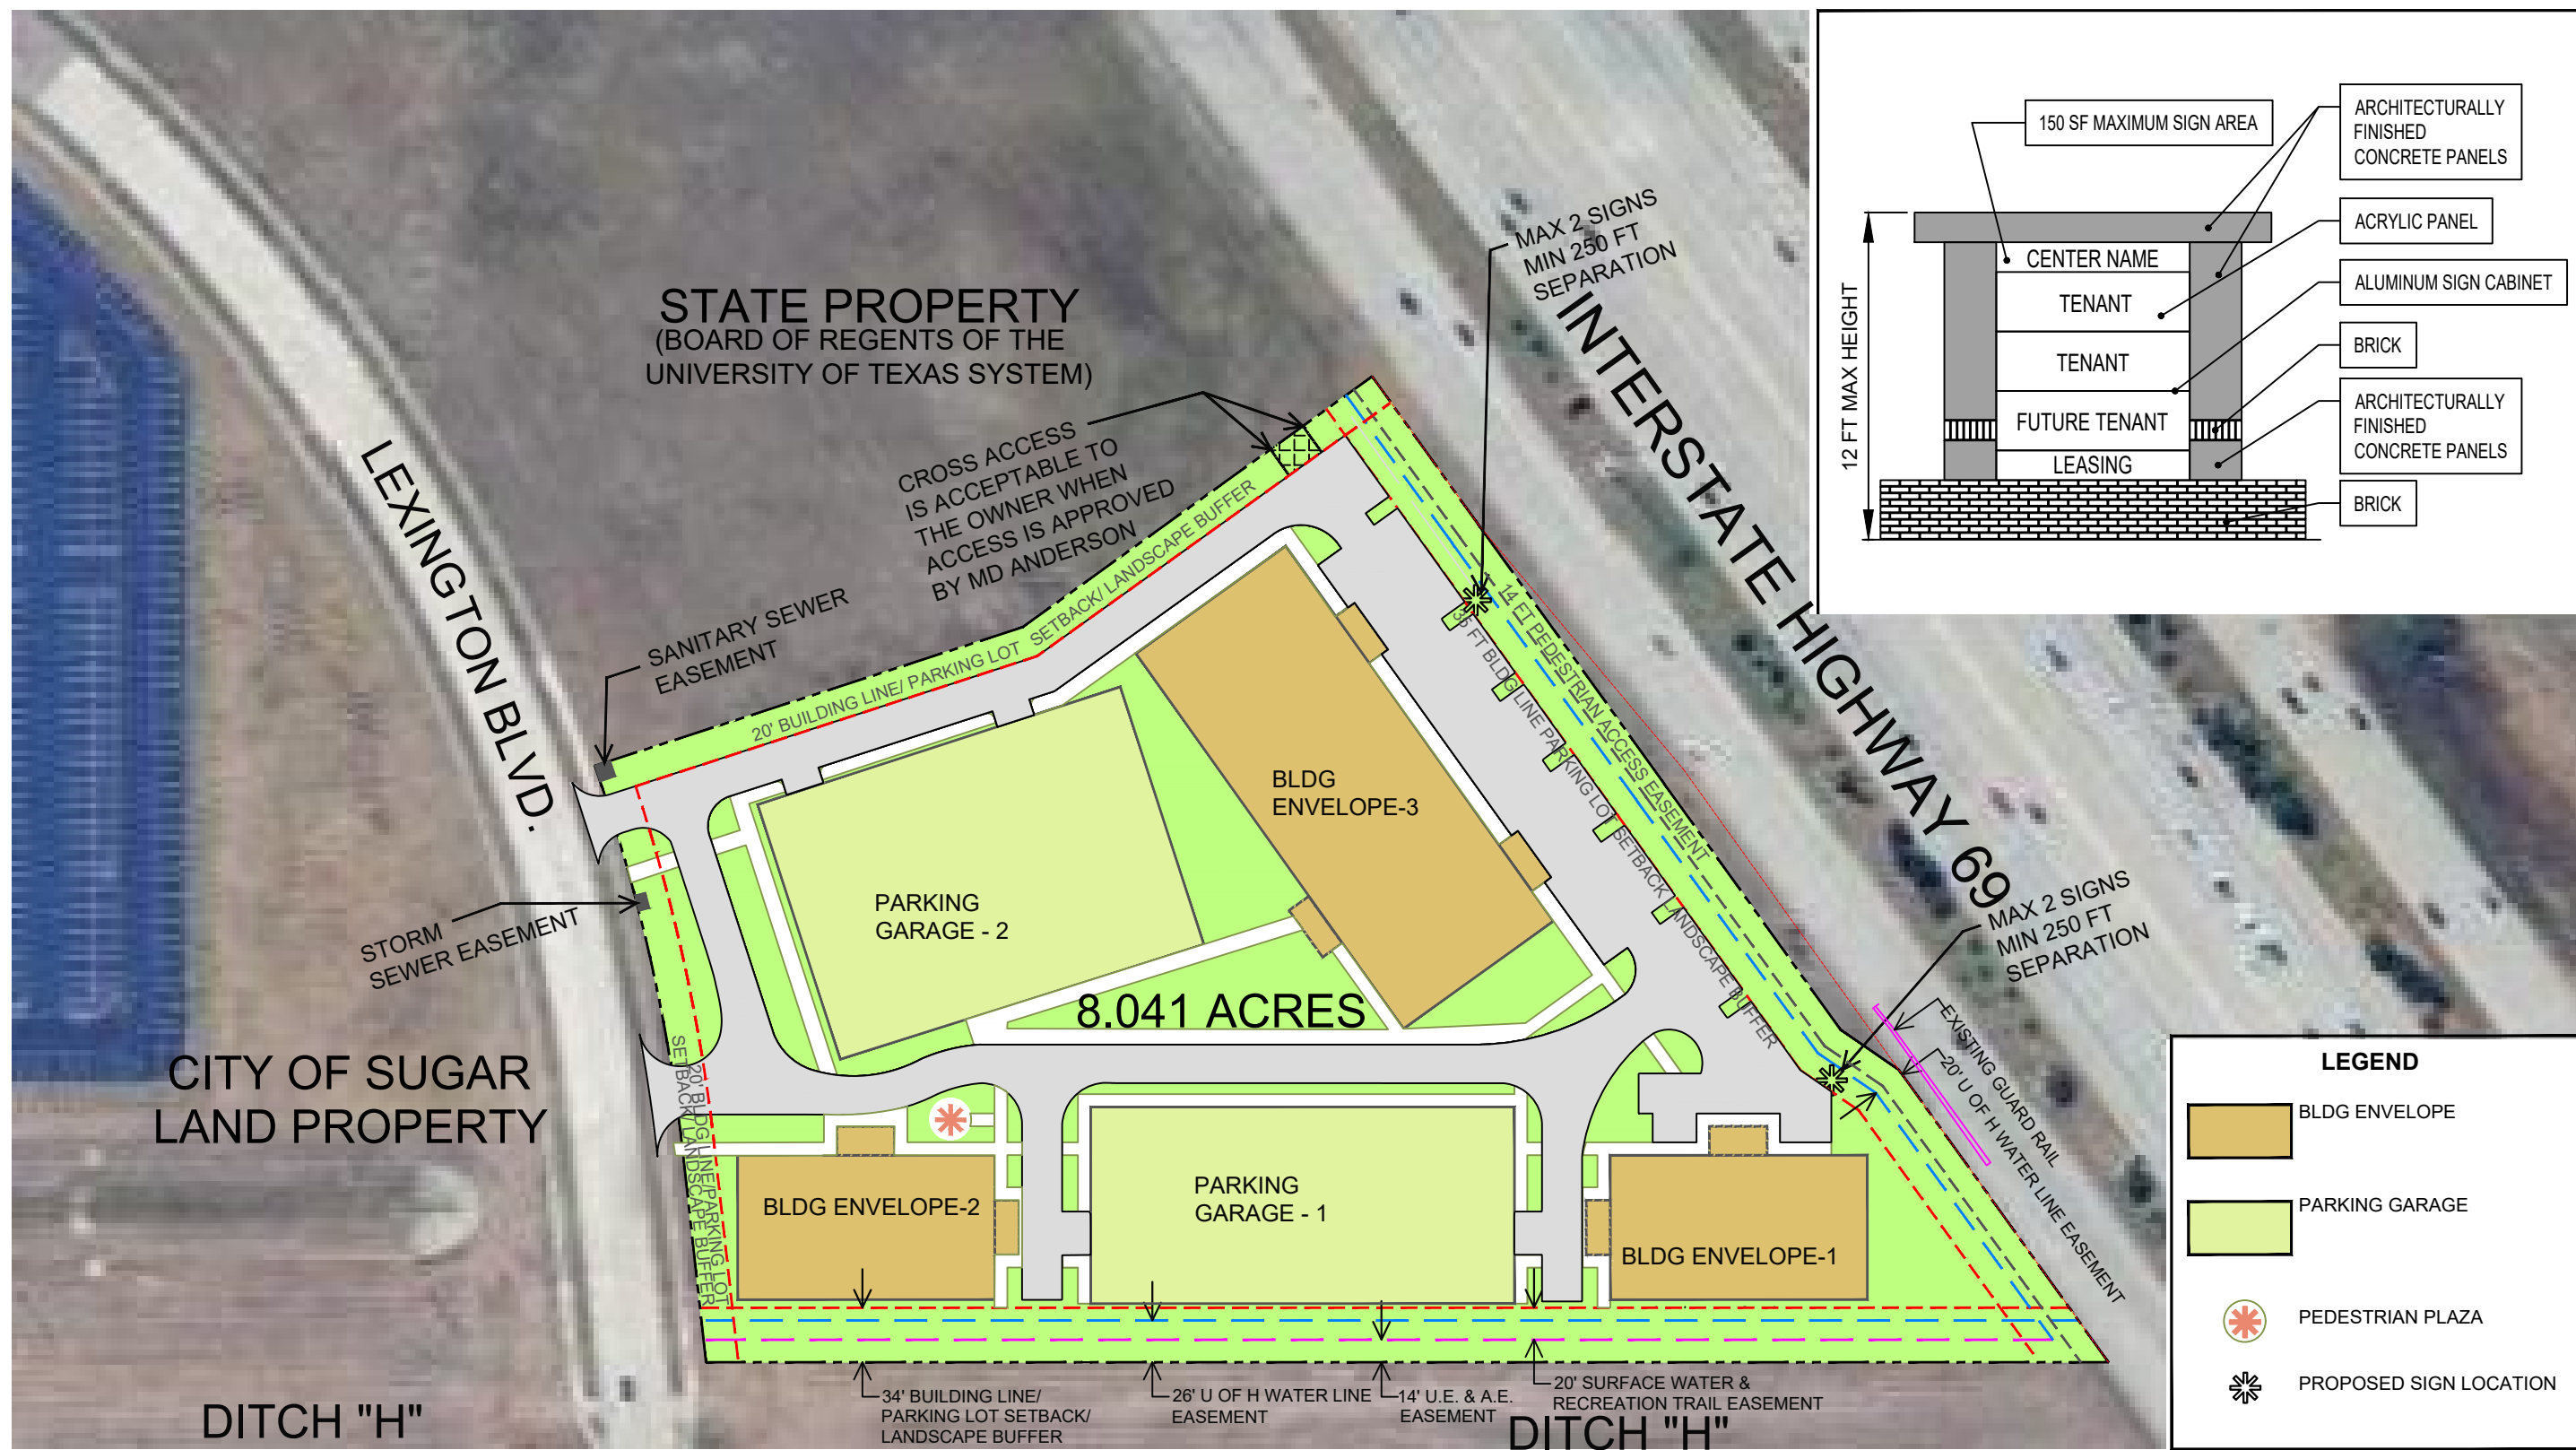 STATE PROPERTY
(BOARD OF REGENTS OF THE
UNIVERSITY OF TEXAS SYSTEM)
MAX 2 SIGNS
MIN 250 FT
SEPARATION
INTERSTATE HIGHWAY 69
LEXINGTON BLVD.
CROSS ACCESS
IS ACCEPTABLE TO
THE OWNER WHEN
ACCESS IS APPROVED
BY MD ANDERSON
SANITARY SEWER
EASEMENT
20' BUILDING LINE/ PARKING LOT SETBACK/ LANDSCAPE BUFFER
14 FT PEDESTRIAN ACCESS EASEMENT
35 FT BLDG LINE PARKING LOT SETBACK LANDSCAPE BUFFER
BLDG
ENVELOPE-3
PARKING
GARAGE - 2
STORM
SEWER EASEMENT
8.041 ACRES
MAX 2 SIGNS
MIN 250 FT
SEPARATION
EXISTING GUARD RAIL
20' U OF H WATER LINE EASEMENT
CITY OF SUGAR
LAND PROPERTY
20' BLDG LINE/PARKING LOT
SETBACK/ LANDSCAPE BUFFER
BLDG ENVELOPE-2
PARKING
GARAGE - 1
BLDG ENVELOPE-1
34' BUILDING LINE/
PARKING LOT SETBACK/
LANDSCAPE BUFFER
26' U OF H WATER LINE
EASEMENT
14' U.E. & A.E.
EASEMENT
20' SURFACE WATER &
RECREATION TRAIL EASEMENT
DITCH "H"
DITCH "H"
150 SF MAXIMUM SIGN AREA
ARCHITECTURALLY
FINISHED
CONCRETE PANELS
ACRYLIC PANEL
ALUMINUM SIGN CABINET
BRICK
ARCHITECTURALLY
FINISHED
CONCRETE PANELS
BRICK
12 FT MAX HEIGHT
CENTER NAME
TENANT
TENANT
FUTURE TENANT
LEASING
LEGEND
BLDG ENVELOPE
PARKING GARAGE
PEDESTRIAN PLAZA
PROPOSED SIGN LOCATION